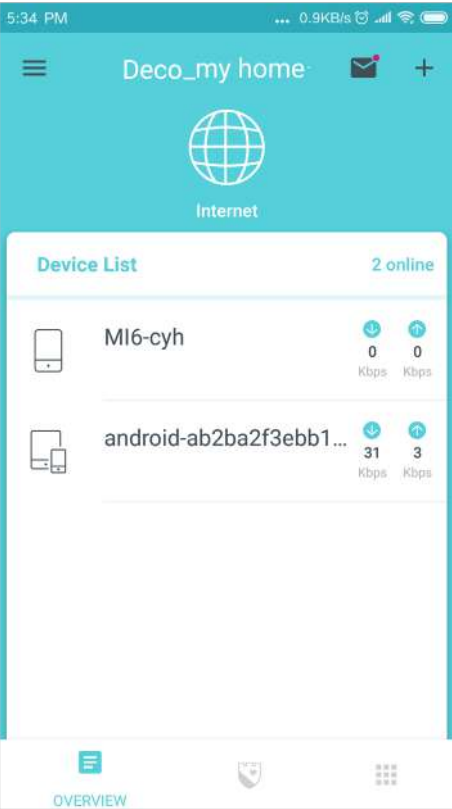 5:34 PM ... 0.9KB/s
Deco_my home
Internet
Device List 2 online
MI6-cyh
0 0
Kbps Kbps
android-ab2ba2f3ebb1...
31 3
Kbps Kbps
OVERVIEW